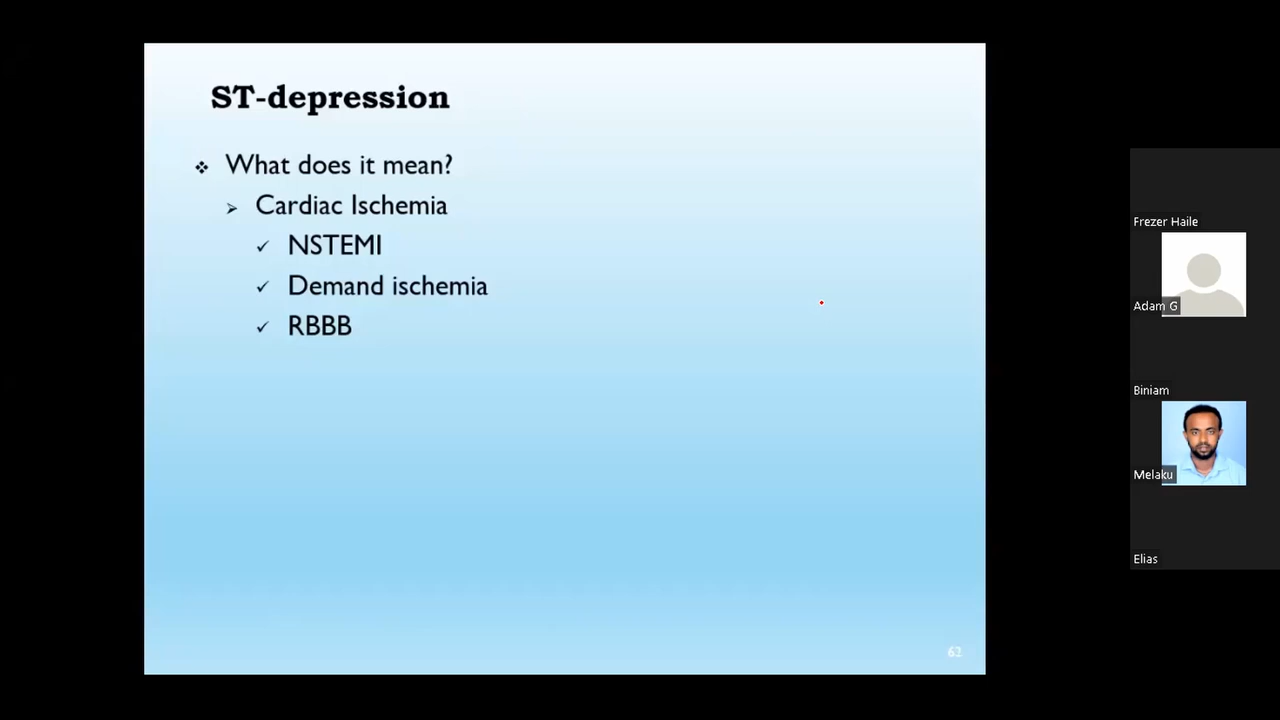 ST-depression
What does it mean?
Cardiac Ischemia
NSTEMI
Demand ischemia
RBBB
62
Frezer Haile
Adam G
Biniam
Melaku
Elias